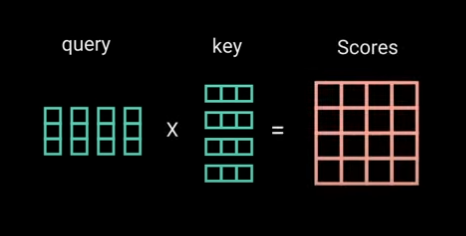 query
key
Scores
x
=